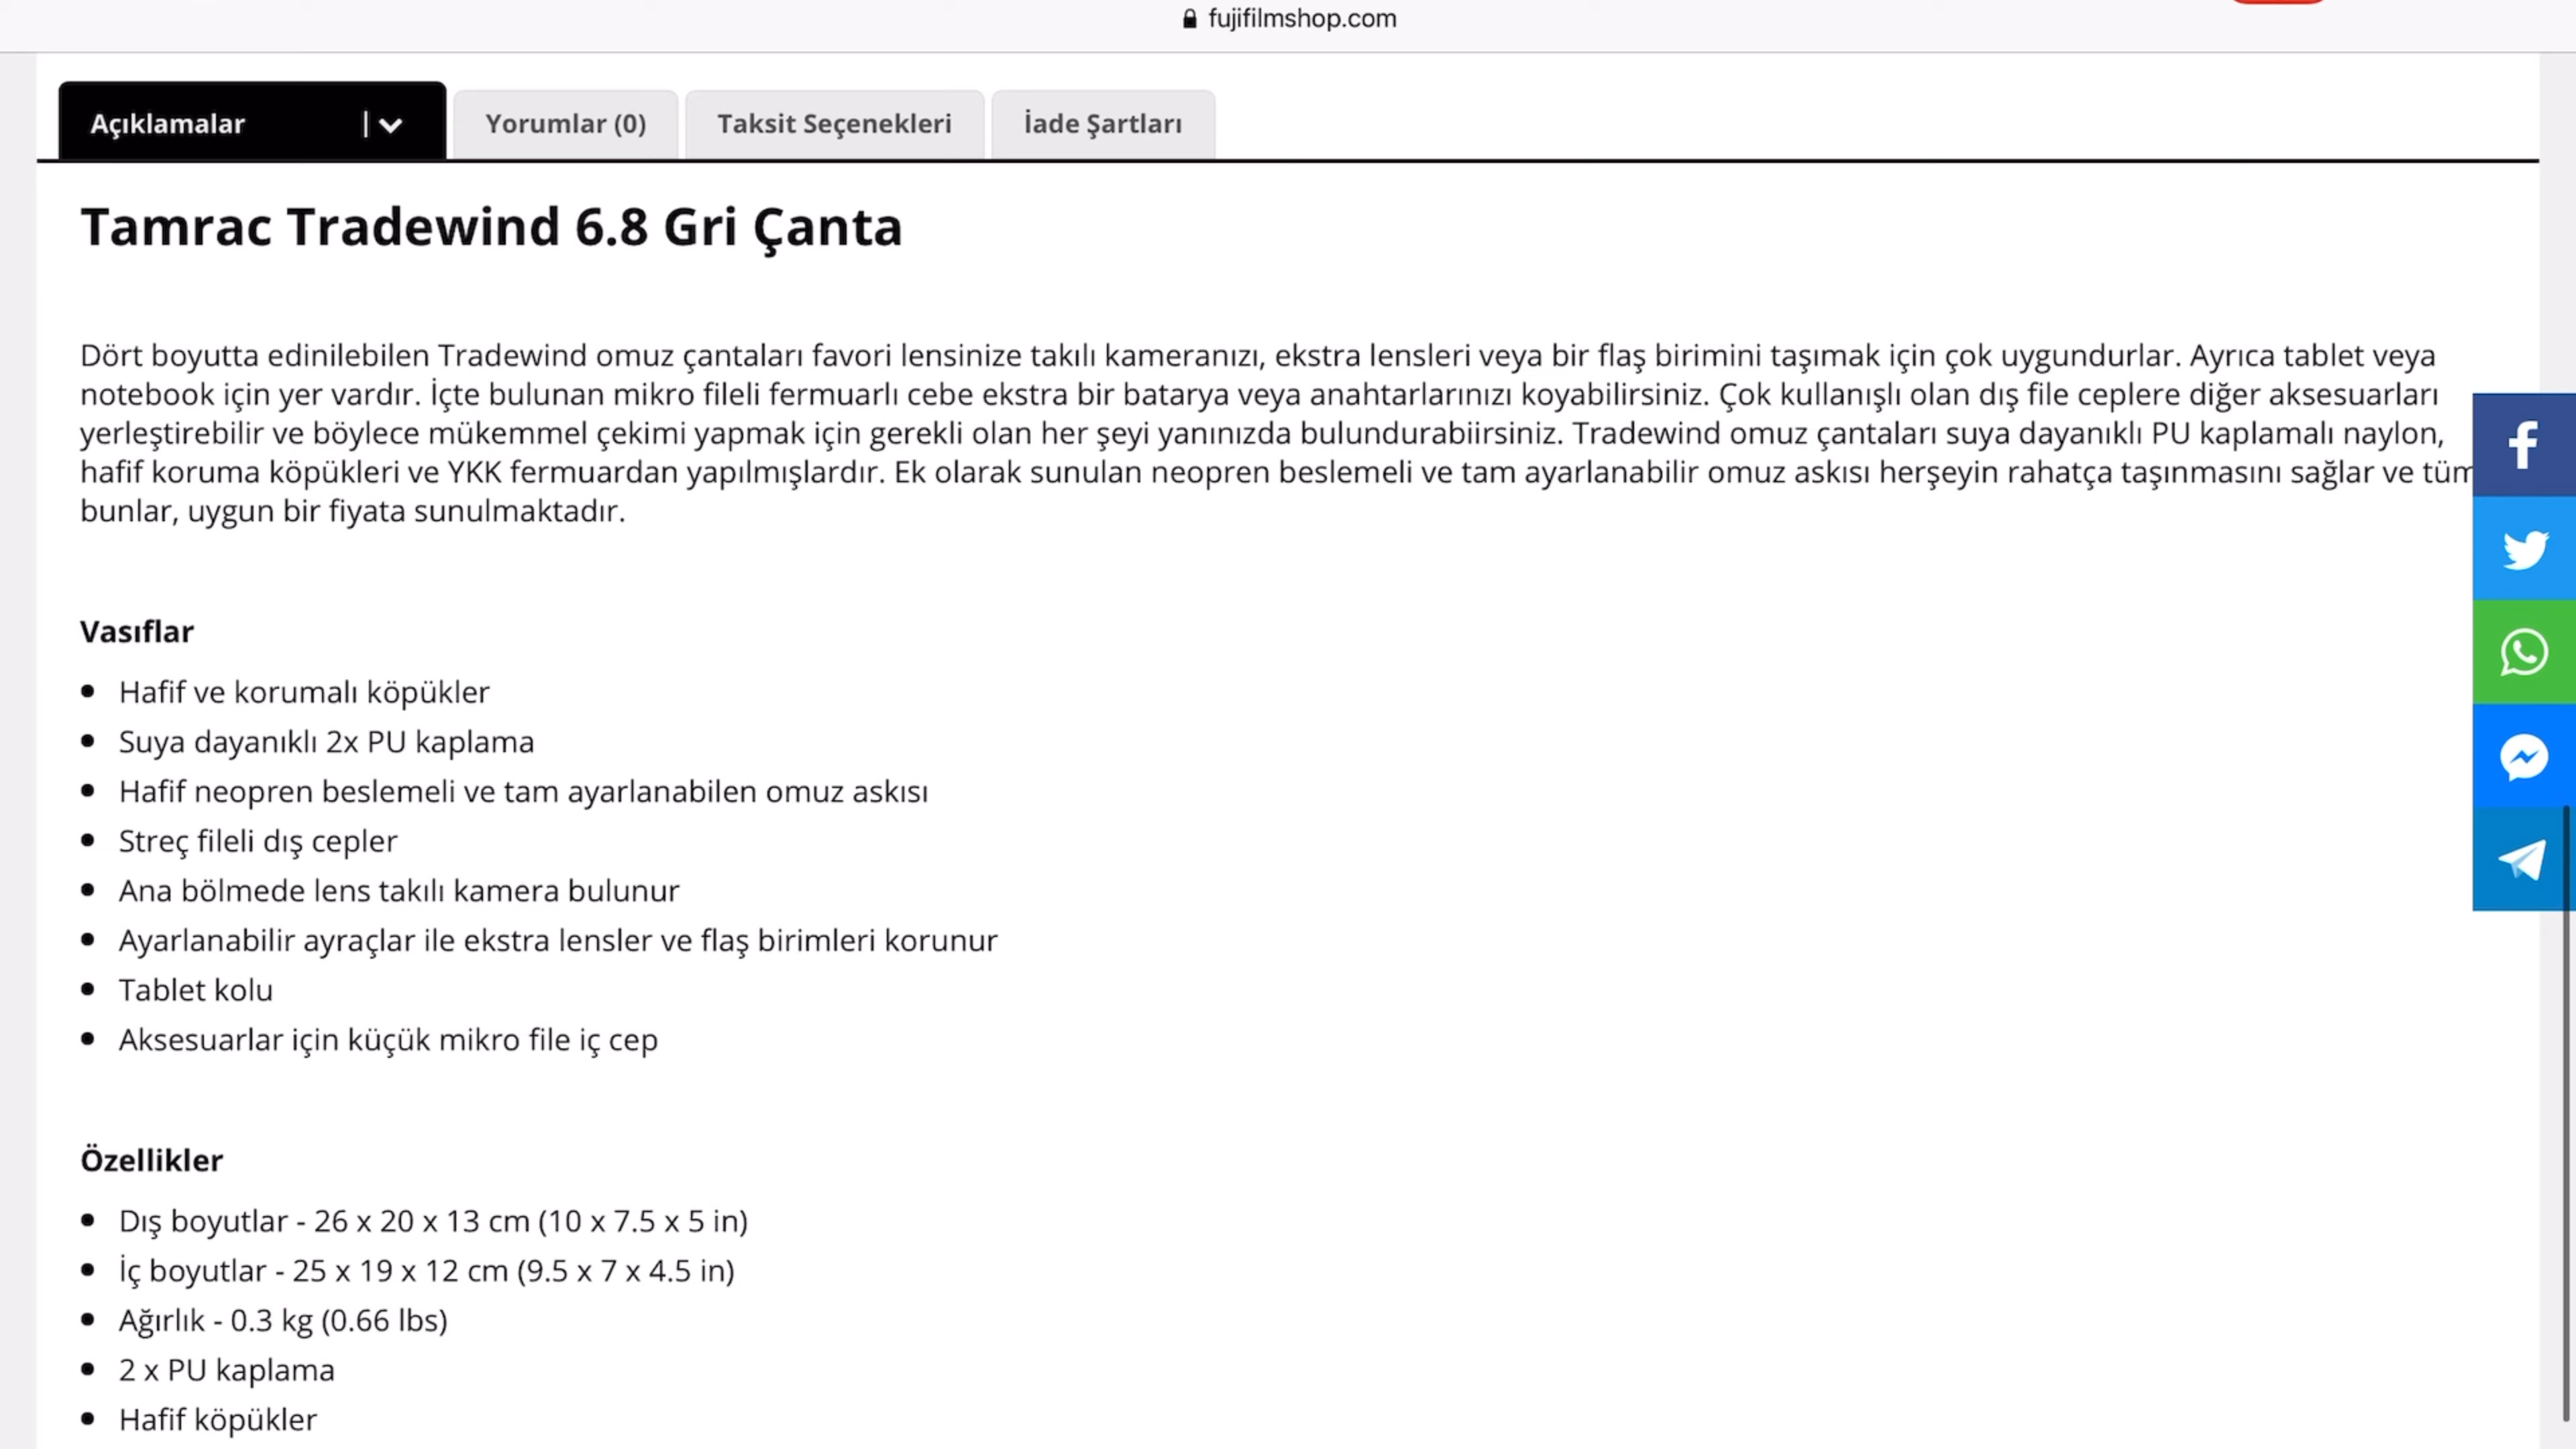 fujifilmshop.com
Açıklamalar
Yorumlar (0)
Taksit Seçenekleri
İade Şartları
Tamrac Tradewind 6.8 Gri Çanta
Dört boyutta edinilebilen Tradewind omuz çantaları favori lensinize takılı kameranızı, ekstra lensleri veya bir flaş birimini taşımak için çok uygundurlar. Ayrıca tablet veya
notebook için yer vardır. İçte bulunan mikro fileli fermuarlı cebe ekstra bir batarya veya anahtarlarınızı koyabilirsiniz. Çok kullanışlı olan dış file ceplere diğer aksesuarları
yerleştirebilir ve böylece mükemmel çekimi yapmak için gerekli olan her şeyi yanınızda bulundurabiirsiniz. Tradewind omuz çantaları suya dayanıklı PU kaplamalı naylon,
hafif koruma köpükleri ve YKK fermuardan yapılmışlardır. Ek olarak sunulan neopren beslemeli ve tam ayarlanabilir omuz askısı herşeyin rahatça taşınmasını sağlar ve tüm
bunlar, uygun bir fiyata sunulmaktadır.
Vasıflar
Hafif ve korumalı köpükler
Suya dayanıklı 2x PU kaplama
Hafif neopren beslemeli ve tam ayarlanabilen omuz askısı
Streç fileli dış cepler
Ana bölmede lens takılı kamera bulunur
Ayarlanabilir ayraçlar ile ekstra lensler ve flaş birimleri korunur
Tablet kolu
Aksesuarlar için küçük mikro file iç cep
Özellikler
Dış boyutlar - 26 x 20 x 13 cm (10 x 7.5 x 5 in)
İç boyutlar - 25 x 19 x 12 cm (9.5 x 7 x 4.5 in)
Ağırlık - 0.3 kg (0.66 lbs)
2 x PU kaplama
Hafif köpükler